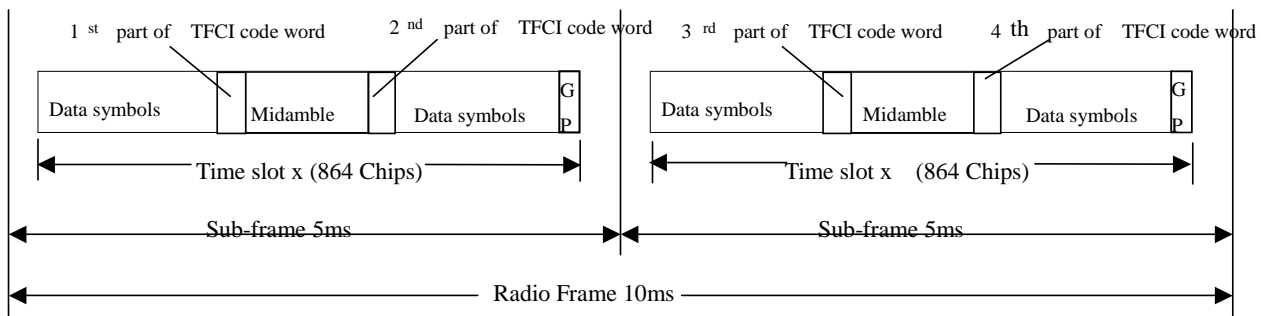 1 st part of TFCI code word 2 nd part of TFCI code word 3 rd part of TFCI code word 4 th part of TFCI code word
Data symbols Midamble Data symbols G P Data symbols Midamble Data symbols G P
Time slot x (864 Chips) Time slot x (864 Chips)
Sub-frame 5ms Sub-frame 5ms
Radio Frame 10ms